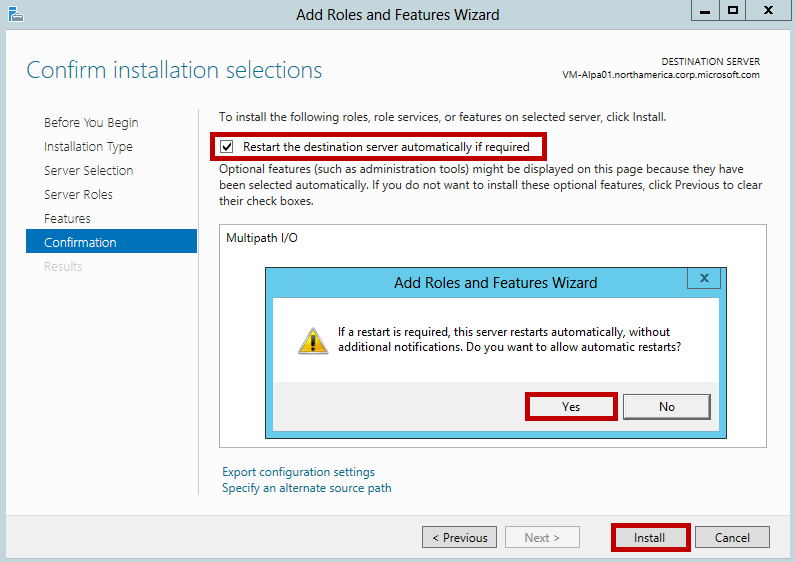 Add Roles and Features Wizard
Confirm installation selections
DESTINATION SERVER
VM-Alpa01.northamerica.corp.microsoft.com
Before You Begin
Installation Type
Server Selection
Server Roles
Features
Confirmation
Results
To install the following roles, role services, or features on selected server, click Install.
Restart the destination server automatically if required
Optional features (such as administration tools) might be displayed on this page because they have
been selected automatically. If you do not want to install these optional features, click Previous to clear
their check boxes.
Multipath I/O
Add Roles and Features Wizard
If a restart is required, this server restarts automatically, without
additional notifications. Do you want to allow automatic restarts?
Yes
No
Export configuration settings
Specify an alternate source path
< Previous
Next >
Install
Cancel